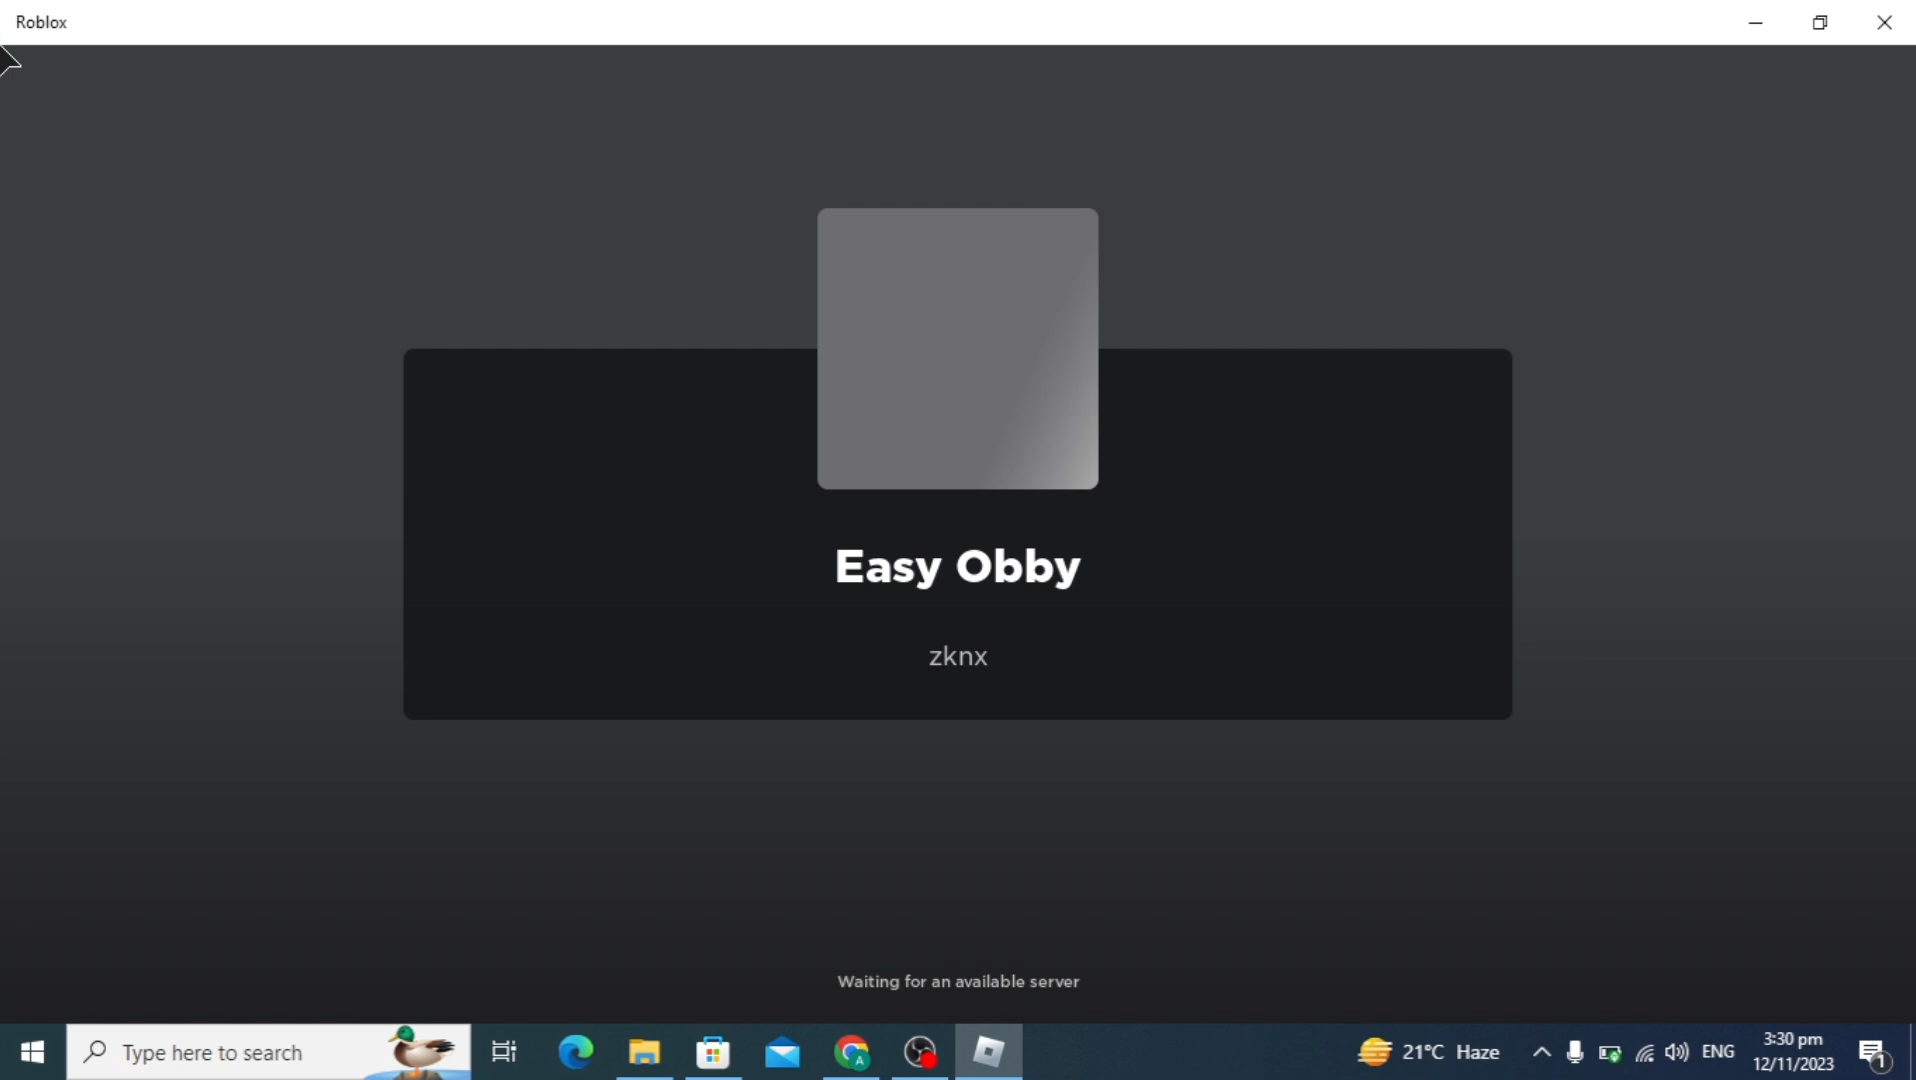 Roblox
Easy Obby
zknx
Waiting for an available server
Type here to search
A
21°C Haze
ENG
3:30 pm
12/11/2023
1